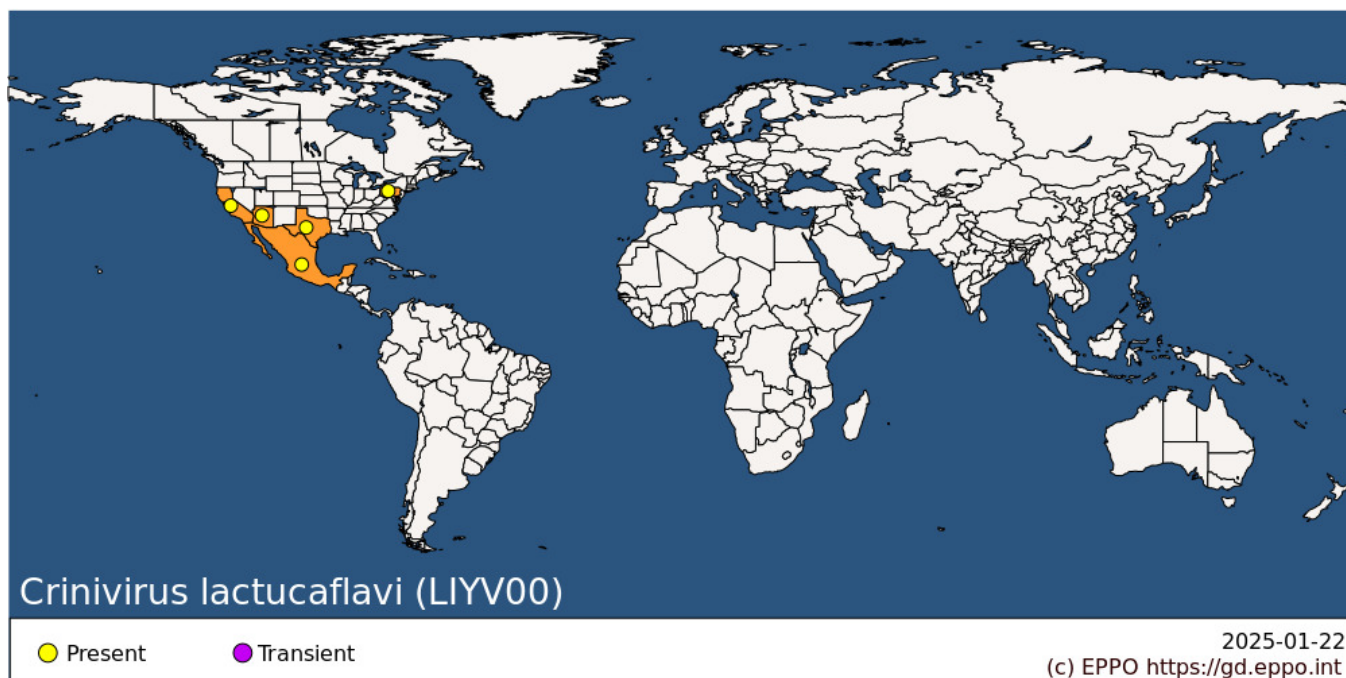 Crinivirus lactucaflavi (LIYV00)
Present
Transient
2025-01-22
(c) EPPO https://gd.eppo.int